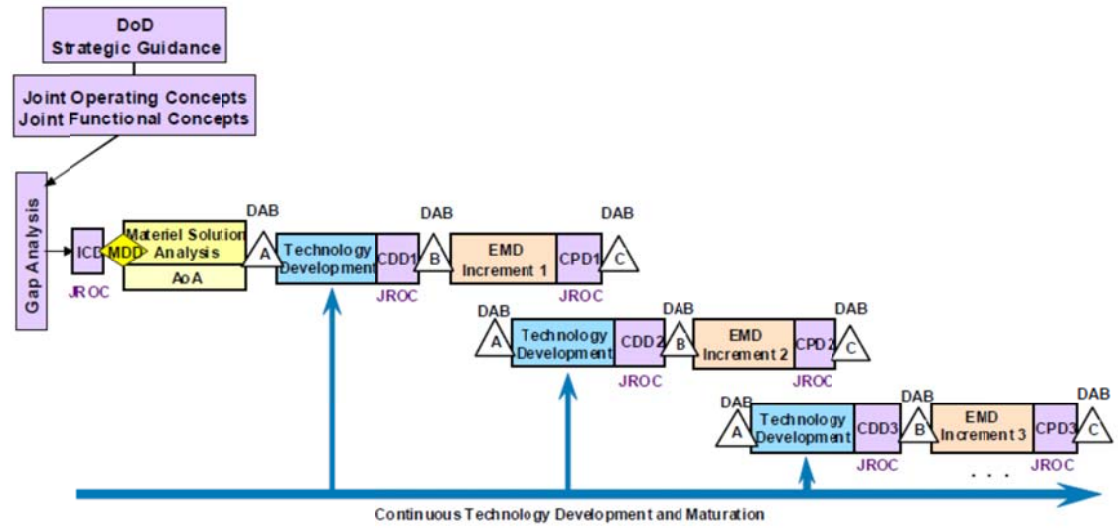 DoD
Strategic Guidance
Joint Operating Concepts
Joint Functional Concepts
Gap Analysis
ICD
JROC
MDD
Materiel Solution
Analysis
AoA
DAB
A
Technology
Development
CDD1
JROC
DAB
B
EMD
Increment 1
CPD1
JROC
DAB
C
DAB
A
Technology
Development
CDD2
JROC
DAB
B
EMD
Increment 2
CPD2
JROC
DAB
C
DAB
A
Technology
Development
CDD3
JROC
DAB
B
EMD
Increment 3
CPD3
JROC
DAB
C
. . .
Continuous Technology Development and Maturation